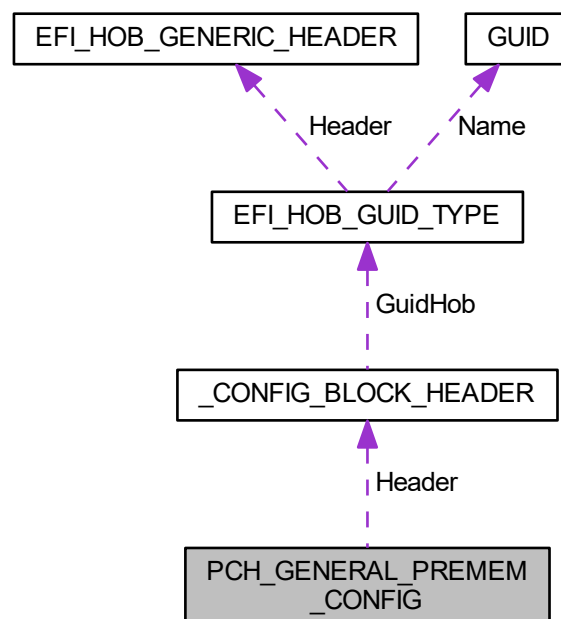 EFI_HOB_GENERIC_HEADER
GUID
Header
Name
EFI_HOB_GUID_TYPE
GuidHob
_CONFIG_BLOCK_HEADER
Header
PCH_GENERAL_PREMEM
_CONFIG